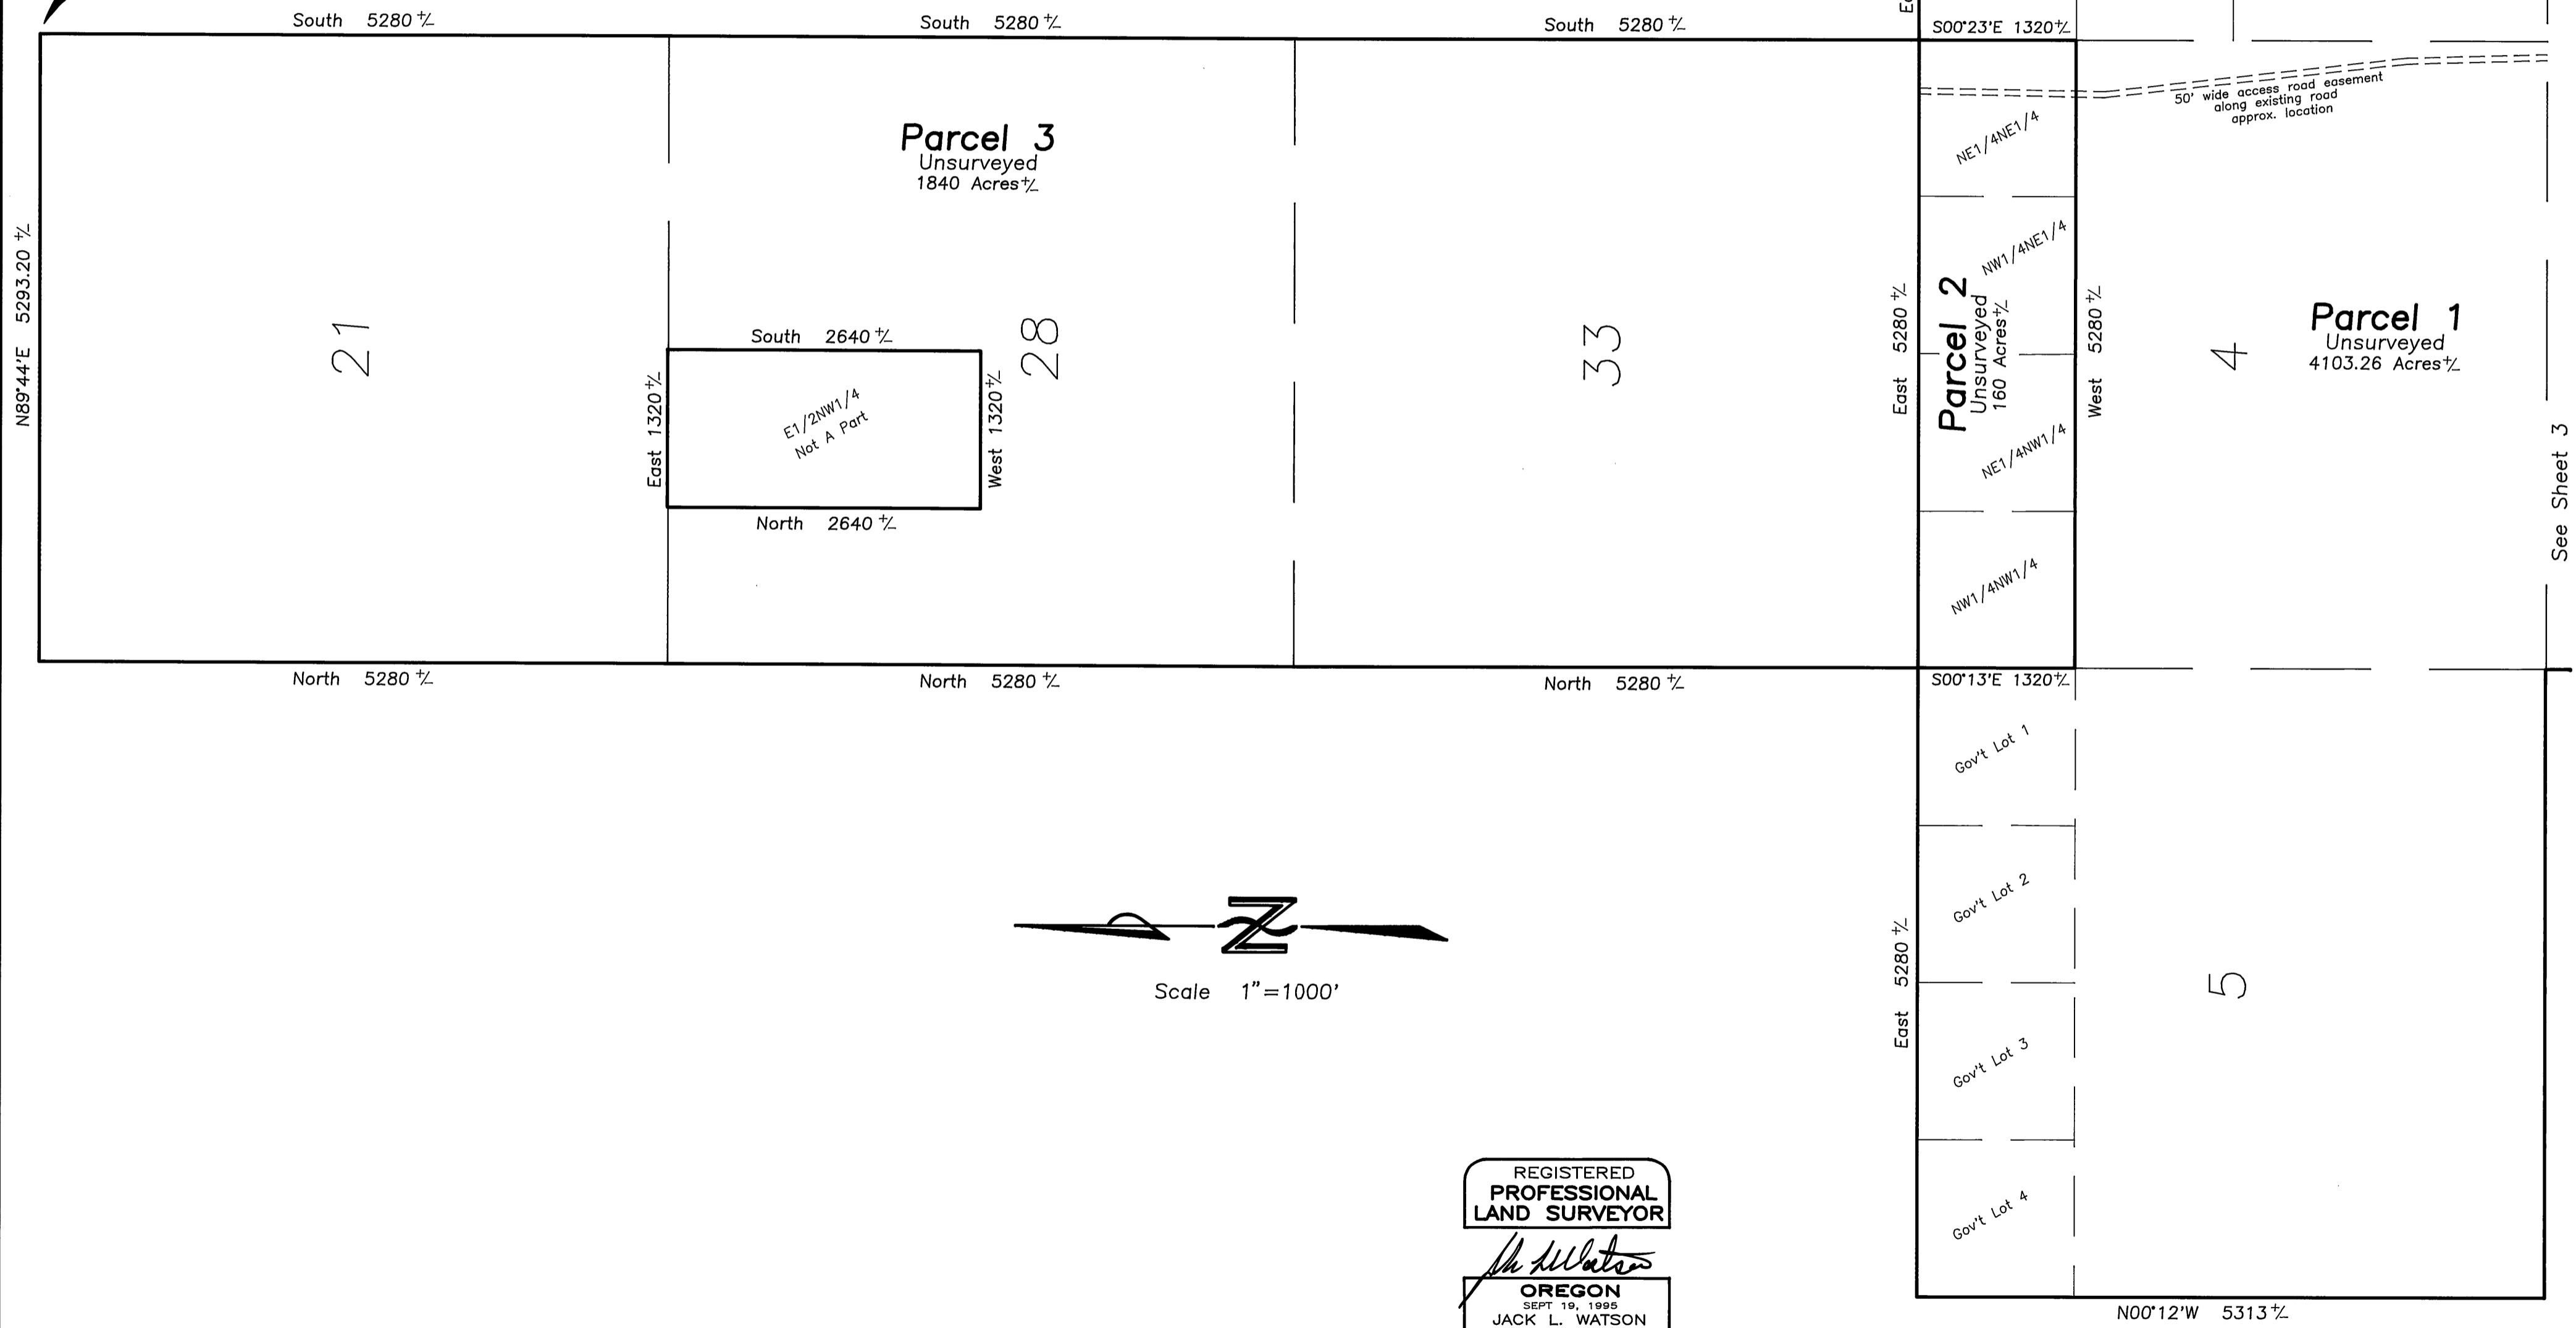 South 5280 +/-
South 5280 +/-
South 5280 +/-
S00°23'E 1320+/-
50' wide access road easement
along existing road
approx. location
N89°44'E 5293.20 +/-
21
Parcel 3
Unsurveyed
1840 Acres+/-
28
South 2640 +/-
East 1320+/-
E1/2NW1/4
Not A Part
West 1320+/-
North 2640 +/-
33
East 5280 +/-
NE1/4NE1/4
NW1/4NE1/4
Parcel 2
Unsurveyed
160 Acres+/-
NE1/4NW1/4
NW1/4NW1/4
West 5280 +/-
4
Parcel 1
Unsurveyed
4103.26 Acres+/-
See Sheet 3
North 5280 +/-
North 5280 +/-
North 5280 +/-
S00°13'E 1320+/-
Gov't Lot 1
Gov't Lot 2
Gov't Lot 3
Gov't Lot 4
East 5280 +/-
5
N00°12'W 5313+/-
N
Scale 1"=1000'
REGISTERED
PROFESSIONAL
LAND SURVEYOR
OREGON
SEPT 19, 1995
JACK L. WATSON